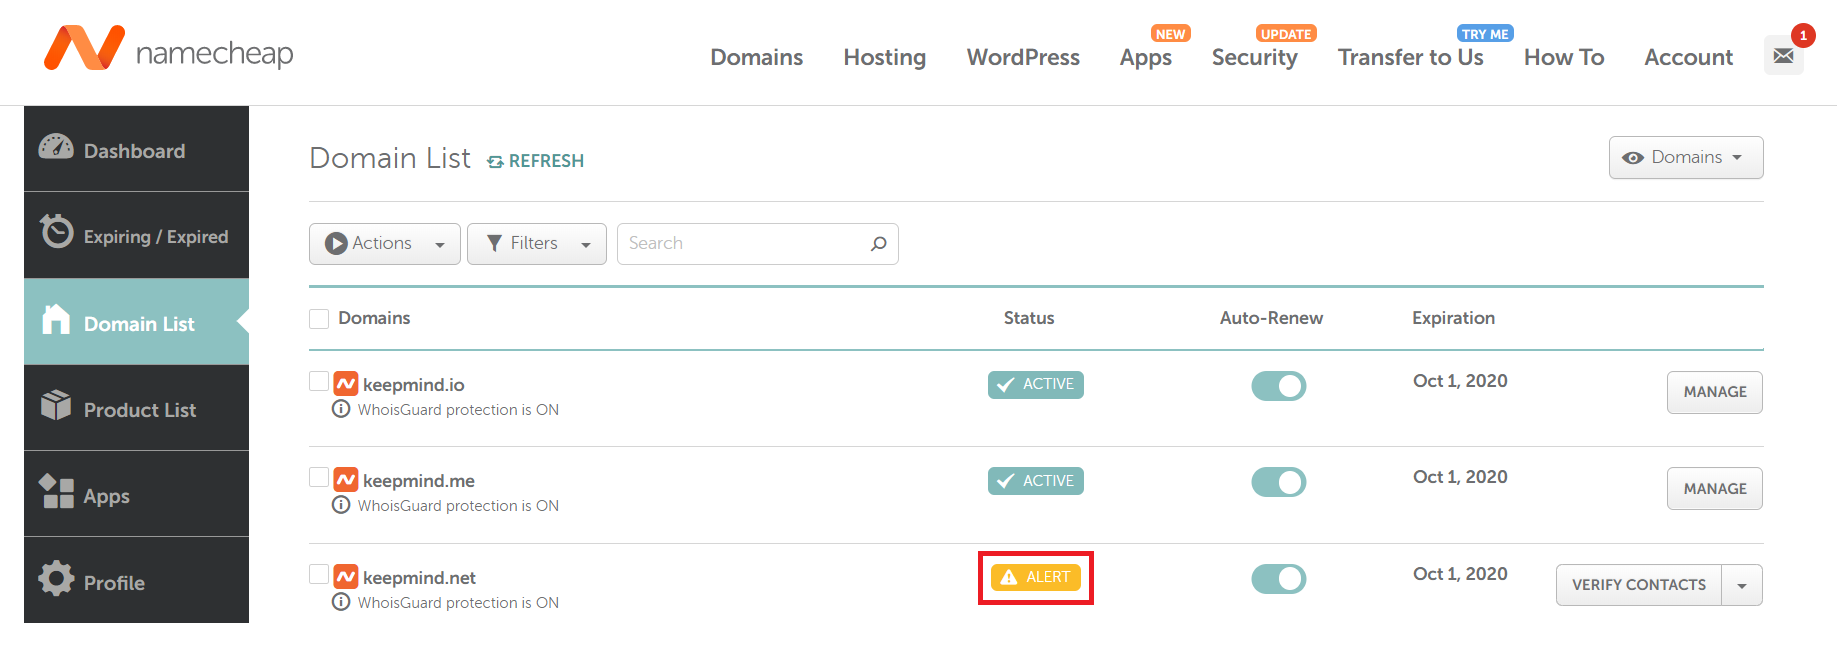 namecheap
Domains Hosting WordPress Apps NEW Security UPDATE Transfer to Us TRY ME How To Account 1
Dashboard
Expiring / Expired
Domain List
Product List
Apps
Profile
Domain List REFRESH Domains
Actions Filters Search
Domains Status Auto-Renew Expiration
keepmind.io ACTIVE Oct 1, 2020 MANAGE
WhoisGuard protection is ON
keepmind.me ACTIVE Oct 1, 2020 MANAGE
WhoisGuard protection is ON
keepmind.net ALERT Oct 1, 2020 VERIFY CONTACTS
WhoisGuard protection is ON